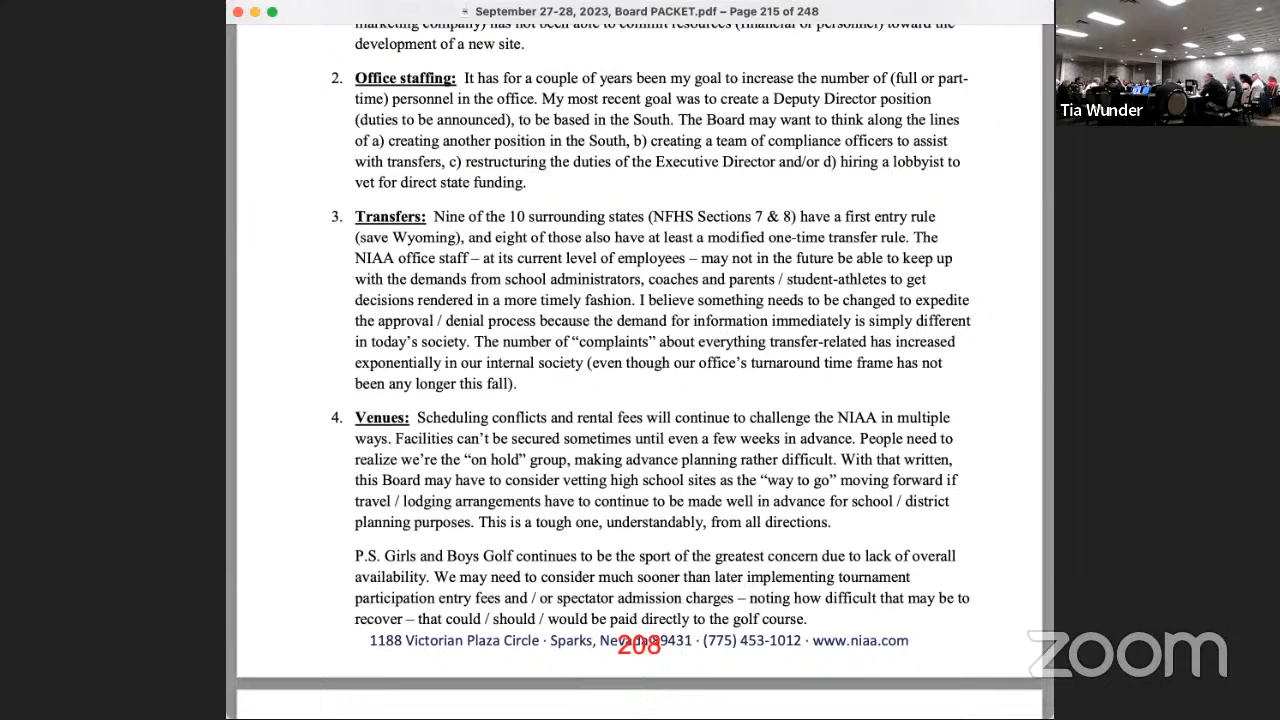 September 27-28, 2023, Board PACKET.pdf – Page 215 of 248
marketing company) has not been able to commit resources (financial or personnel) toward the
development of a new site.
2. Office staffing: It has for a couple of years been my goal to increase the number of (full or part-
time) personnel in the office. My most recent goal was to create a Deputy Director position
(duties to be announced), to be based in the South. The Board may want to think along the lines
of a) creating another position in the South, b) creating a team of compliance officers to assist
with transfers, c) restructuring the duties of the Executive Director and/or d) hiring a lobbyist to
vet for direct state funding.
3. Transfers: Nine of the 10 surrounding states (NFHS Sections 7 & 8) have a first entry rule
(save Wyoming), and eight of those also have at least a modified one-time transfer rule. The
NIAA office staff – at its current level of employees – may not in the future be able to keep up
with the demands from school administrators, coaches and parents / student-athletes to get
decisions rendered in a more timely fashion. I believe something needs to be changed to expedite
the approval / denial process because the demand for information immediately is simply different
in today's society. The number of "complaints" about everything transfer-related has increased
exponentially in our internal society (even though our office's turnaround time frame has not
been any longer this fall).
4. Venues: Scheduling conflicts and rental fees will continue to challenge the NIAA in multiple
ways. Facilities can't be secured sometimes until even a few weeks in advance. People need to
realize we're the "on hold" group, making advance planning rather difficult. With that written,
this Board may have to consider vetting high school sites as the "way to go" moving forward if
travel / lodging arrangements have to continue to be made well in advance for school / district
planning purposes. This is a tough one, understandably, from all directions.
P.S. Girls and Boys Golf continues to be the sport of the greatest concern due to lack of overall
availability. We may need to consider much sooner than later implementing tournament
participation entry fees and / or spectator admission charges – noting how difficult that may be to
recover – that could / should / would be paid directly to the golf course.
1188 Victorian Plaza Circle · Sparks, Nevada 89431 · (775) 453-1012 · www.niaa.com
208
Tia Wunder
zoom